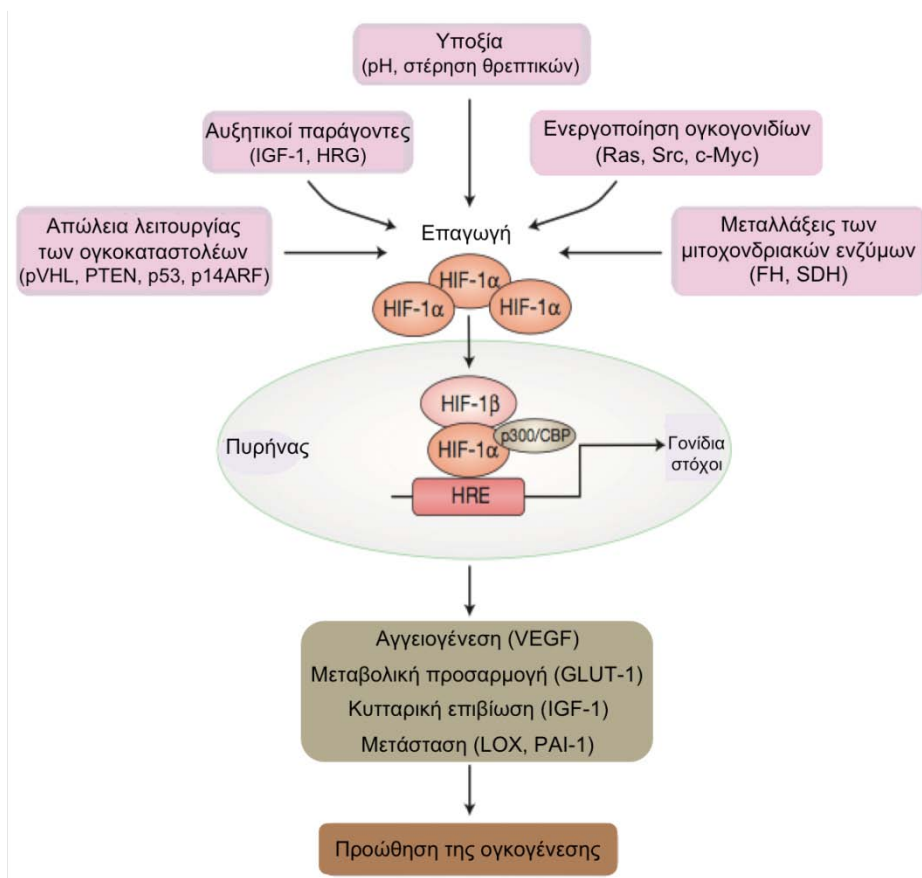 Υποξία
(pH, στέρηση θρεπτικών)
Αυξητικοί παράγοντες
(IGF-1, HRG)
Ενεργοποίηση ογκογονιδίων
(Ras, Src, c-Myc)
Απώλεια λειτουργίας
των ογκοκαταστολέων
(pVHL, PTEN, p53, p14ARF)
Επαγωγή
Μεταλλάξεις των
μιτοχονδριακών ενζύμων
(FH, SDH)
HIF-1α
HIF-1α
HIF-1α
Πυρήνας
HIF-1β
HIF-1α
p300/CBP
HRE
Γονίδια
στόχοι
Αγγειογένεση (VEGF)
Μεταβολική προσαρμογή (GLUT-1)
Κυτταρική επιβίωση (IGF-1)
Μετάσταση (LOX, PAI-1)
Προώθηση της ογκογένεσης